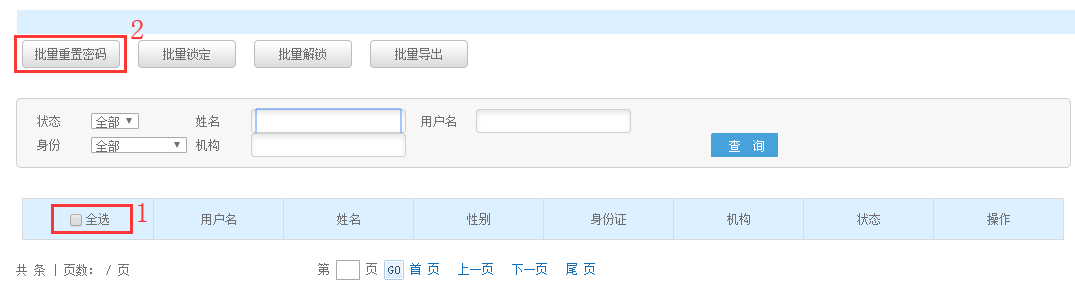 2
批量重置密码 批量锁定 批量解锁 批量导出
状态 全部 姓名 用户名
身份 全部 机构 查 询
全选 1 用户名 姓名 性别 身份证 机构 状态 操作
共 条 | 页数: / 页 第 页 GO 首 页 上一页 下一页 尾 页